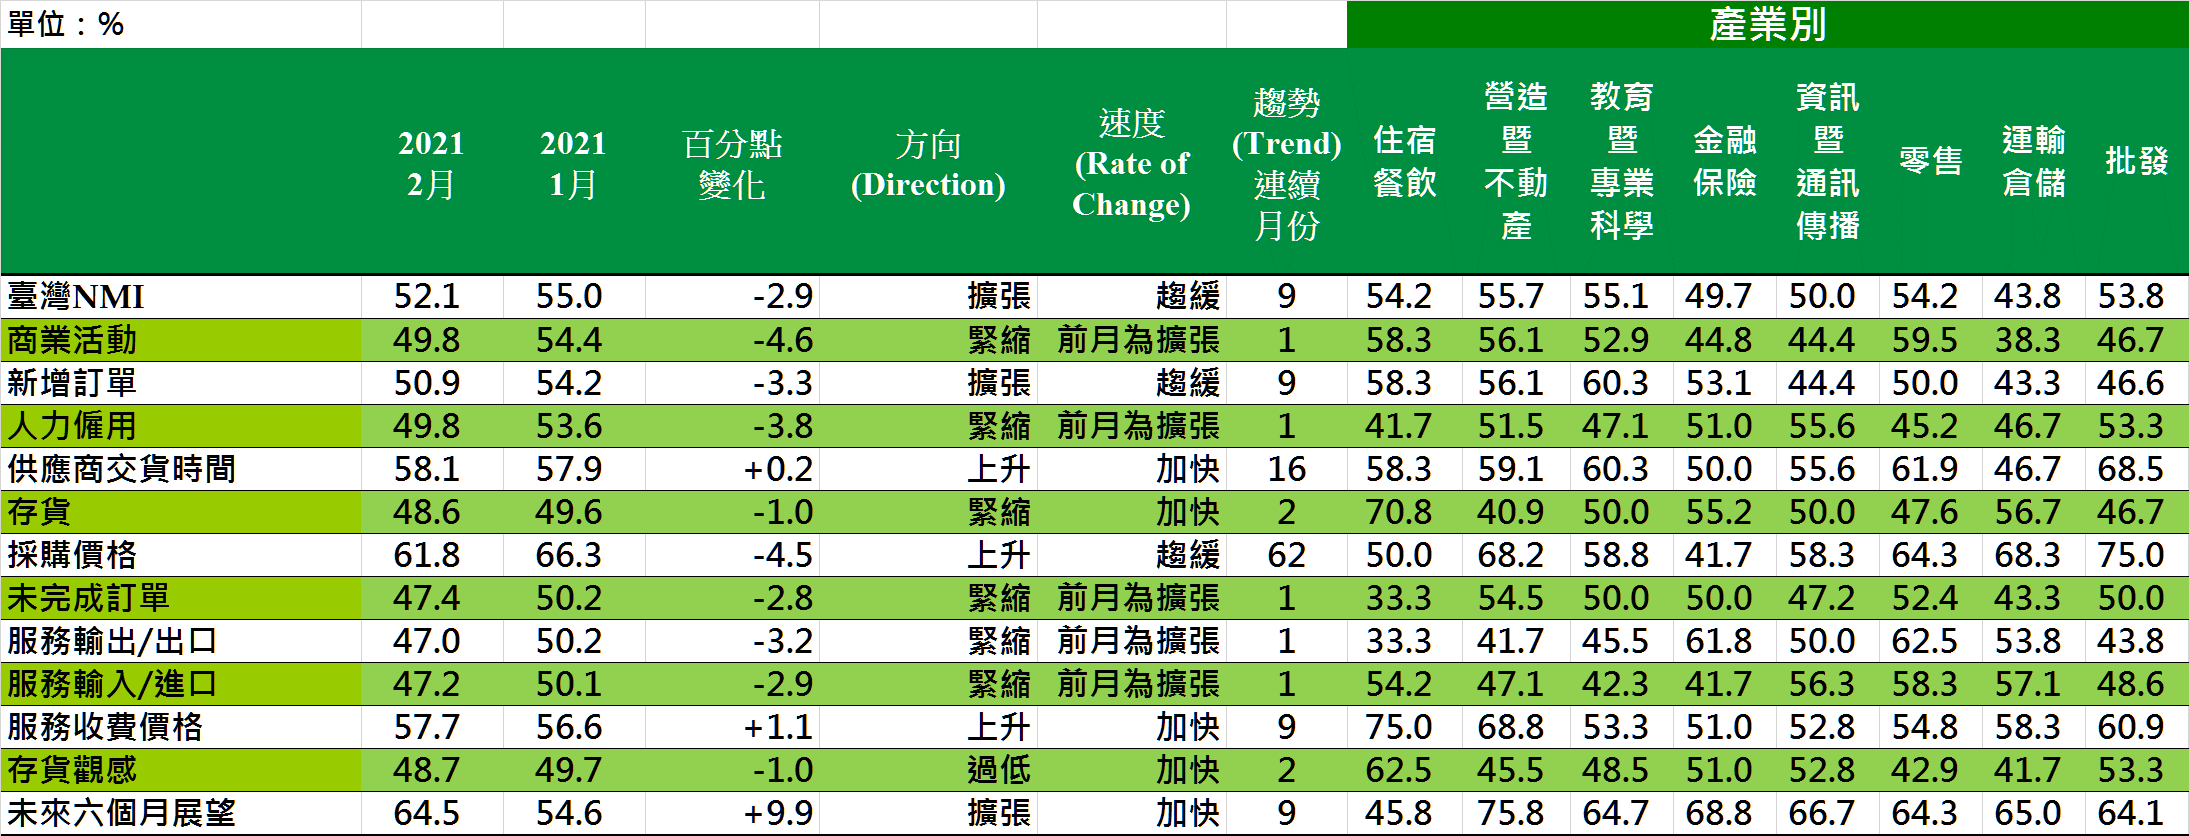 單位：%
產業別
2021 2月 2021 1月 百分點變化 方向(Direction) 速度(Rate of Change) 趨勢(Trend)連續月份 住宿餐飲 營造暨不動產 教育暨專業科學 金融保險 資訊暨通訊傳播 零售 運輸倉儲 批發
臺灣NMI 52.1 55.0 -2.9 擴張 趨緩 9 54.2 55.7 55.1 49.7 50.0 54.2 43.8 53.8
商業活動 49.8 54.4 -4.6 緊縮 前月為擴張 1 58.3 56.1 52.9 44.8 44.4 59.5 38.3 46.7
新增訂單 50.9 54.2 -3.3 擴張 趨緩 9 58.3 56.1 60.3 53.1 44.4 50.0 43.3 46.6
人力僱用 49.8 53.6 -3.8 緊縮 前月為擴張 1 41.7 51.5 47.1 51.0 55.6 45.2 46.7 53.3
供應商交貨時間 58.1 57.9 +0.2 上升 加快 16 58.3 59.1 60.3 50.0 55.6 61.9 46.7 68.5
存貨 48.6 49.6 -1.0 緊縮 加快 2 70.8 40.9 50.0 55.2 50.0 47.6 56.7 46.7
採購價格 61.8 66.3 -4.5 上升 趨緩 62 50.0 68.2 58.8 41.7 58.3 64.3 68.3 75.0
未完成訂單 47.4 50.2 -2.8 緊縮 前月為擴張 1 33.3 54.5 50.0 50.0 47.2 52.4 43.3 50.0
服務輸出/出口 47.0 50.2 -3.2 緊縮 前月為擴張 1 33.3 41.7 45.5 61.8 50.0 62.5 53.8 43.8
服務輸入/進口 47.2 50.1 -2.9 緊縮 前月為擴張 1 54.2 47.1 42.3 41.7 56.3 58.3 57.1 48.6
服務收費價格 57.7 56.6 +1.1 上升 加快 9 75.0 68.8 53.3 51.0 52.8 54.8 58.3 60.9
存貨觀感 48.7 49.7 -1.0 過低 加快 2 62.5 45.5 48.5 51.0 52.8 42.9 41.7 53.3
未來六個月展望 64.5 54.6 +9.9 擴張 加快 9 45.8 75.8 64.7 68.8 66.7 64.3 65.0 64.1